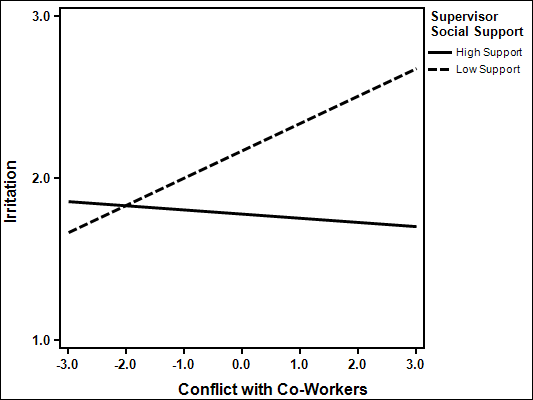 Supervisor
Social Support
High Support
Low Support
3.0
2.0
1.0
Irritation
-3.0 -2.0 -1.0 0.0 1.0 2.0 3.0
Conflict with Co-Workers